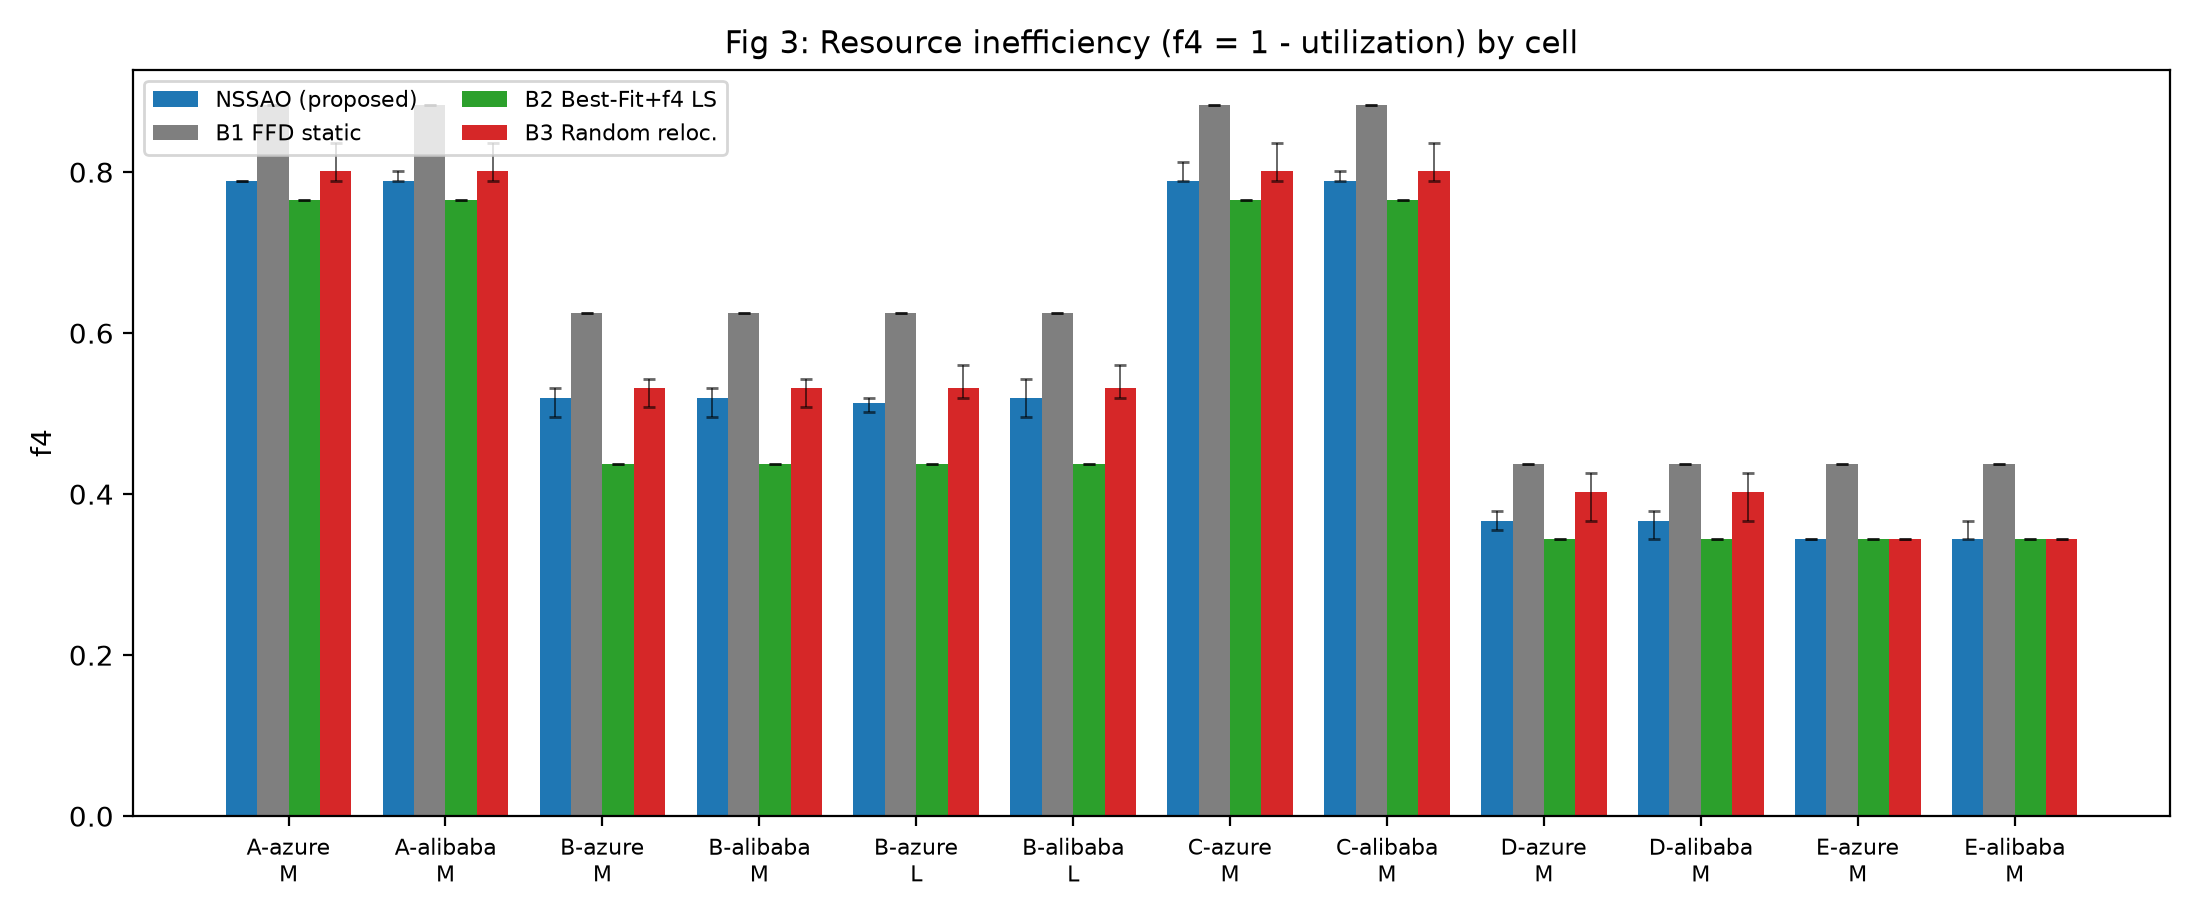 Fig 3: Resource inefficiency (f4 = 1 - utilization) by cell
NSSAO (proposed)
B1 FFD static
B2 Best-Fit+f4 LS
B3 Random reloc.
f4
0.8
0.6
0.4
0.2
0.0
A-azure
M
A-alibaba
M
B-azure
M
B-alibaba
M
B-azure
L
B-alibaba
L
C-azure
M
C-alibaba
M
D-azure
M
D-alibaba
M
E-azure
M
E-alibaba
M